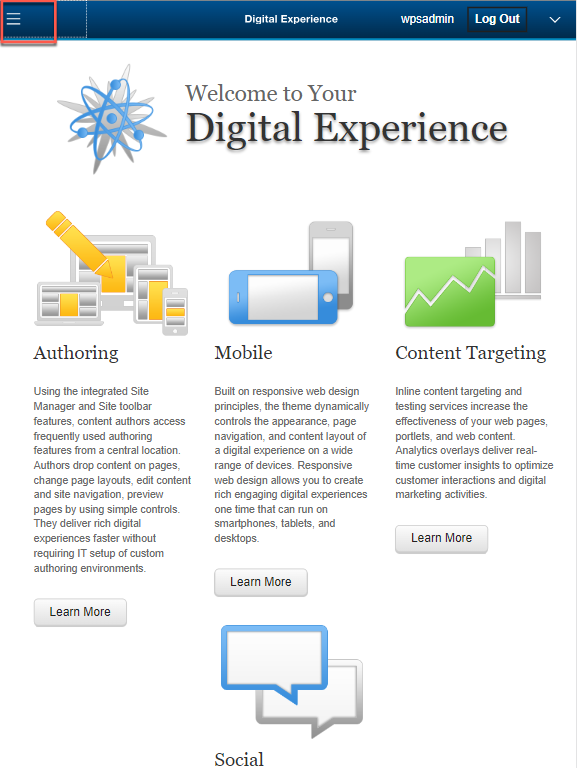 Digital Experience
wpsadmin
Log Out
Welcome to Your
Digital Experience
Authoring
Using the integrated Site
Manager and Site toolbar
features, content authors access
frequently used authoring
features from a central location.
Authors drop content on pages,
change page layouts, edit content
and site navigation, preview
pages by using simple controls.
They deliver rich digital
experiences faster without
requiring IT setup of custom
authoring environments.
Learn More
Mobile
Built on responsive web design
principles, the theme dynamically
controls the appearance, page
navigation, and content layout of
a digital experience on a wide
range of devices. Responsive
web design allows you to create
rich engaging digital experiences
one time that can run on
smartphones, tablets, and
desktops.
Learn More
Content Targeting
Inline content targeting and
testing services increase the
effectiveness of your web pages,
portlets, and web content.
Analytics overlays deliver real-
time customer insights to optimize
customer interactions and digital
marketing activities.
Learn More
Social